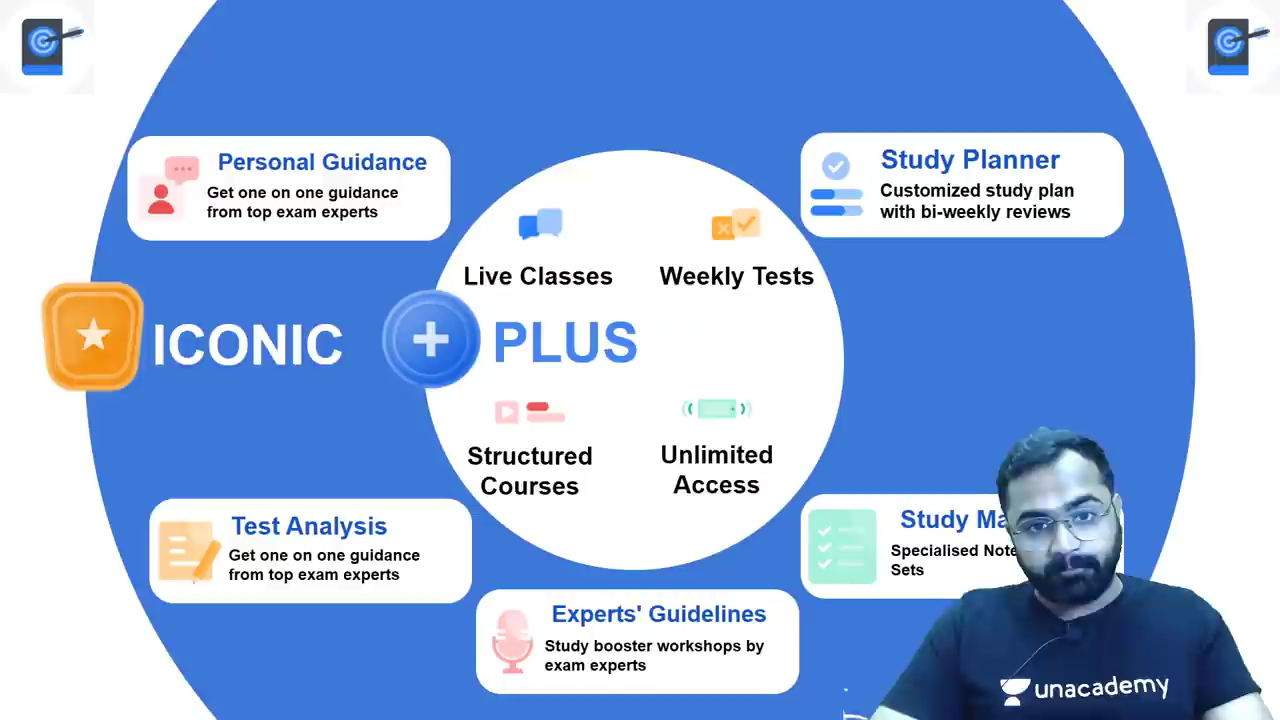 Personal Guidance
Get one on one guidance
from top exam experts
Study Planner
Customized study plan
with bi-weekly reviews
Live Classes
Weekly Tests
ICONIC
PLUS
Structured
Courses
Unlimited
Access
Test Analysis
Get one on one guidance
from top exam experts
Study
Specialised
Sets
Experts' Guidelines
Study booster workshops by
exam experts
unacademy